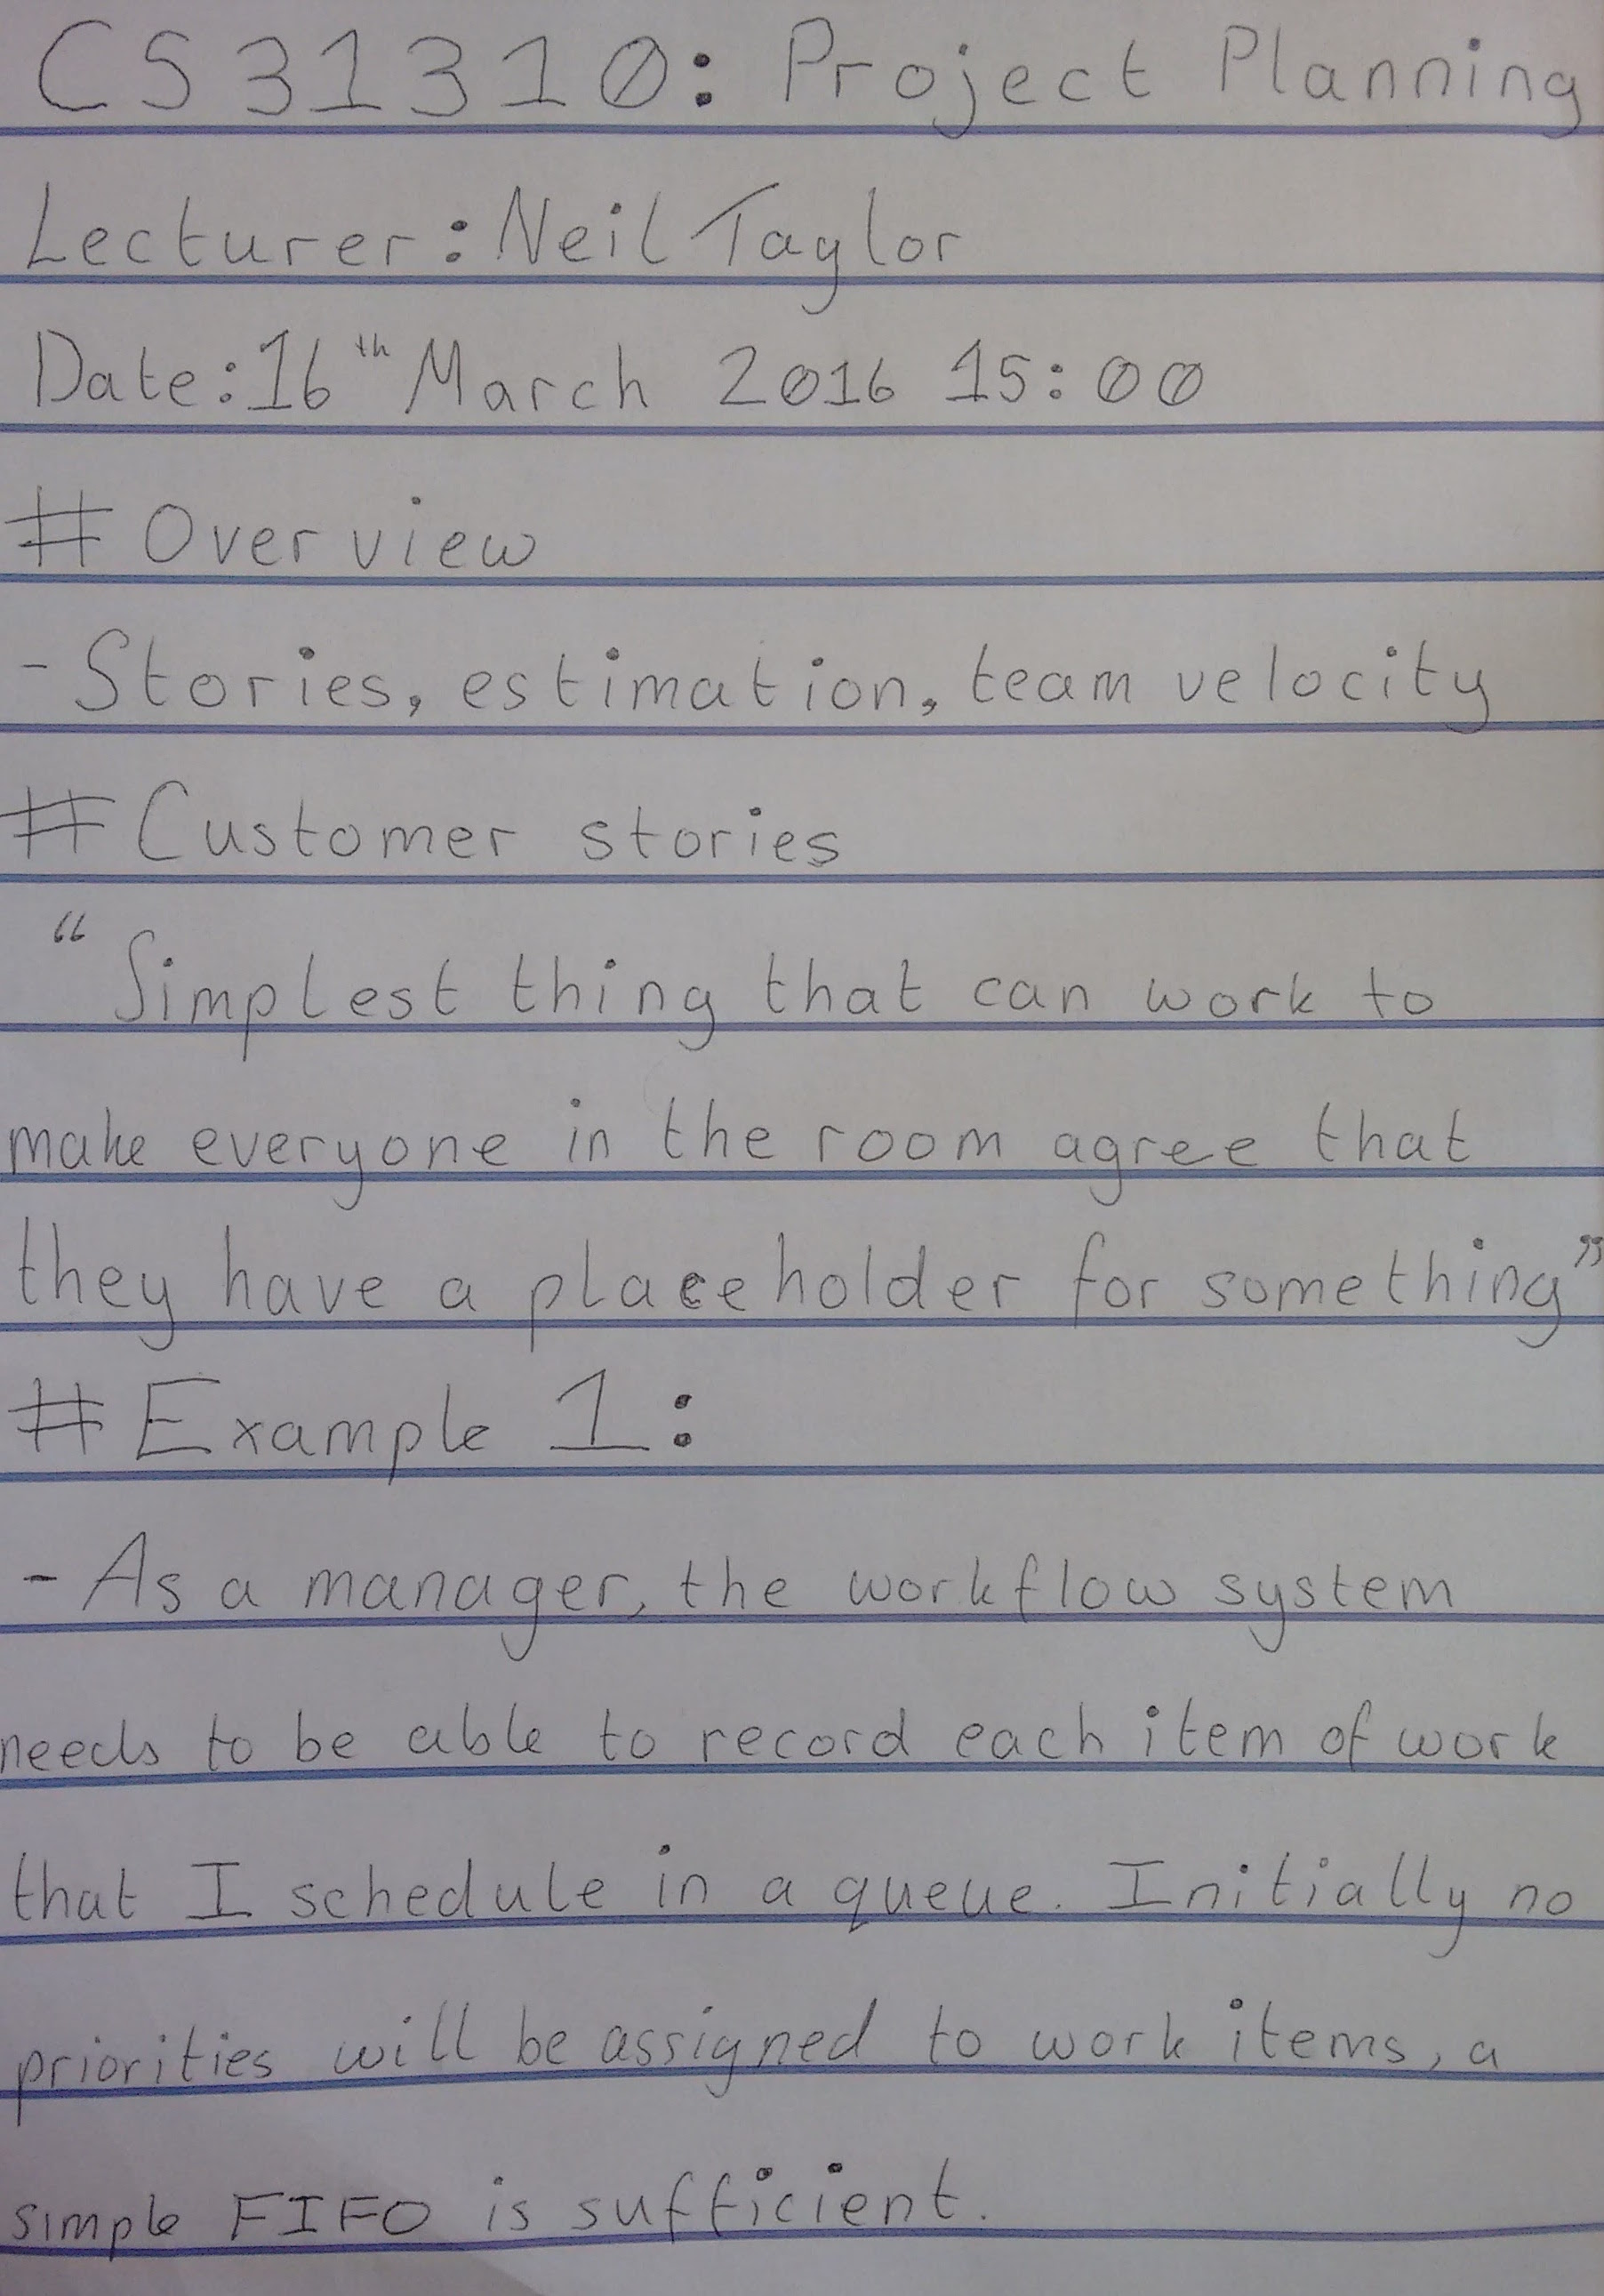 CS31310: Project Planning
Lecturer: Neil Taylor
Date: 16th March 2016 15:00
# Overview
- Stories, estimation, team velocity
# Customer stories
“Simplest thing that can work to
make everyone in the room agree that
they have a placeholder for something”
# Example 1:
- As a manager, the workflow system
needs to be able to record each item of work
that I schedule in a queue. Initially no
priorities will be assigned to work items, a
simple FIFO is sufficient.